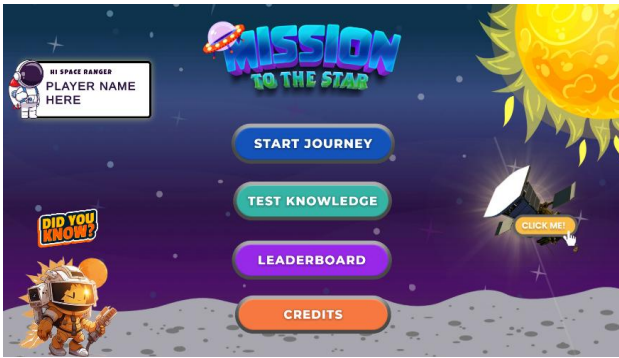 MISSION
TO THE STAR
HI SPACE RANGER
PLAYER NAME
HERE
START JOURNEY
TEST KNOWLEDGE
CLICK ME!
DID YOU
KNOW?
LEADERBOARD
CREDITS